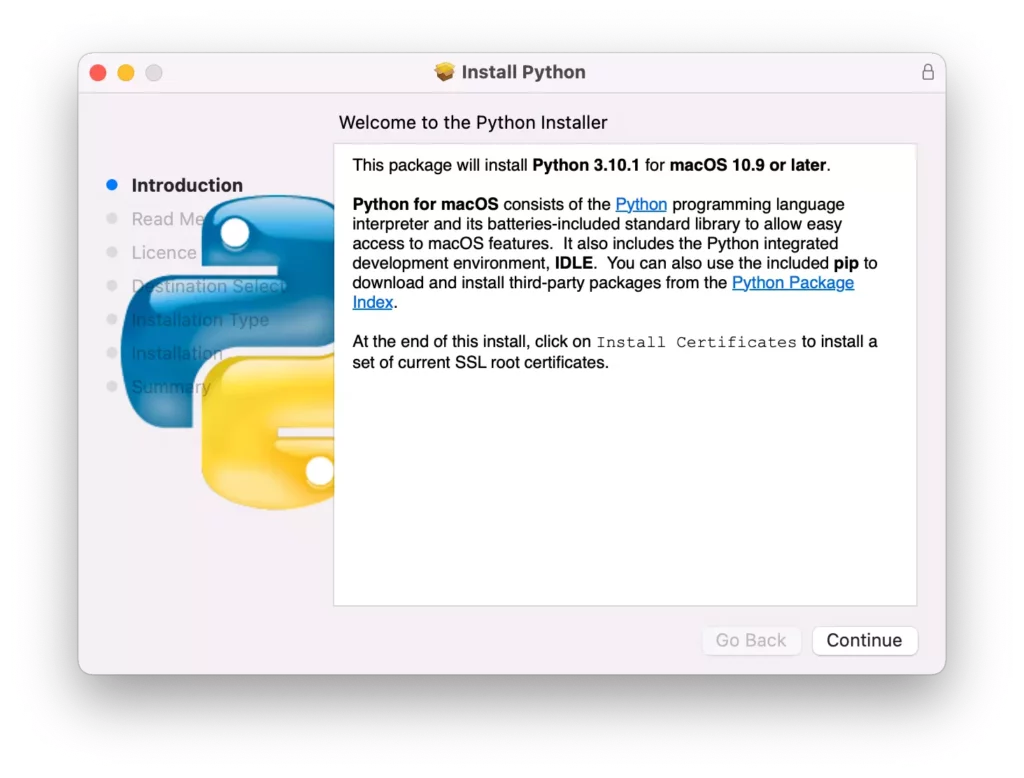 Install Python
Welcome to the Python Installer
Introduction
Read Me
Licence
Destination Select
Installation Type
Installation
Summary
This package will install Python 3.10.1 for macOS 10.9 or later.
Python for macOS consists of the Python programming language
interpreter and its batteries-included standard library to allow easy
access to macOS features.  It also includes the Python integrated
development environment, IDLE.  You can also use the included pip to
download and install third-party packages from the Python Package
Index.
At the end of this install, click on Install Certificates to install a
set of current SSL root certificates.
Go Back
Continue